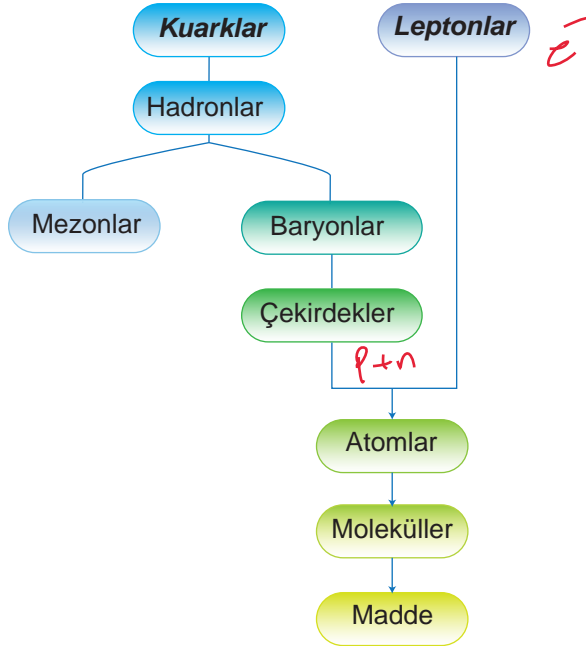 Kuarklar
Leptonlar
e⁻
Hadronlar
Mezonlar
Baryonlar
Çekirdekler
p+n
Atomlar
Moleküller
Madde